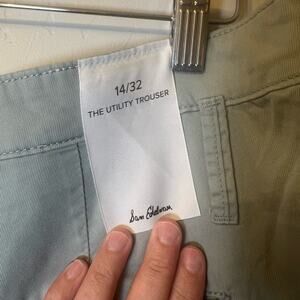 14/32
THE UTILITY TROUSER
Sam Edelman